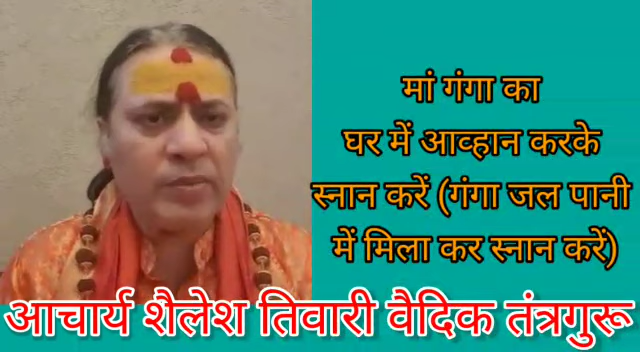 मां गंगा का
घर में आव्हान करके
स्नान करें (गंगा जल पानी
में मिला कर स्नान करें)
आचार्य शैलेश तिवारी वैदिक तंत्रगुरू